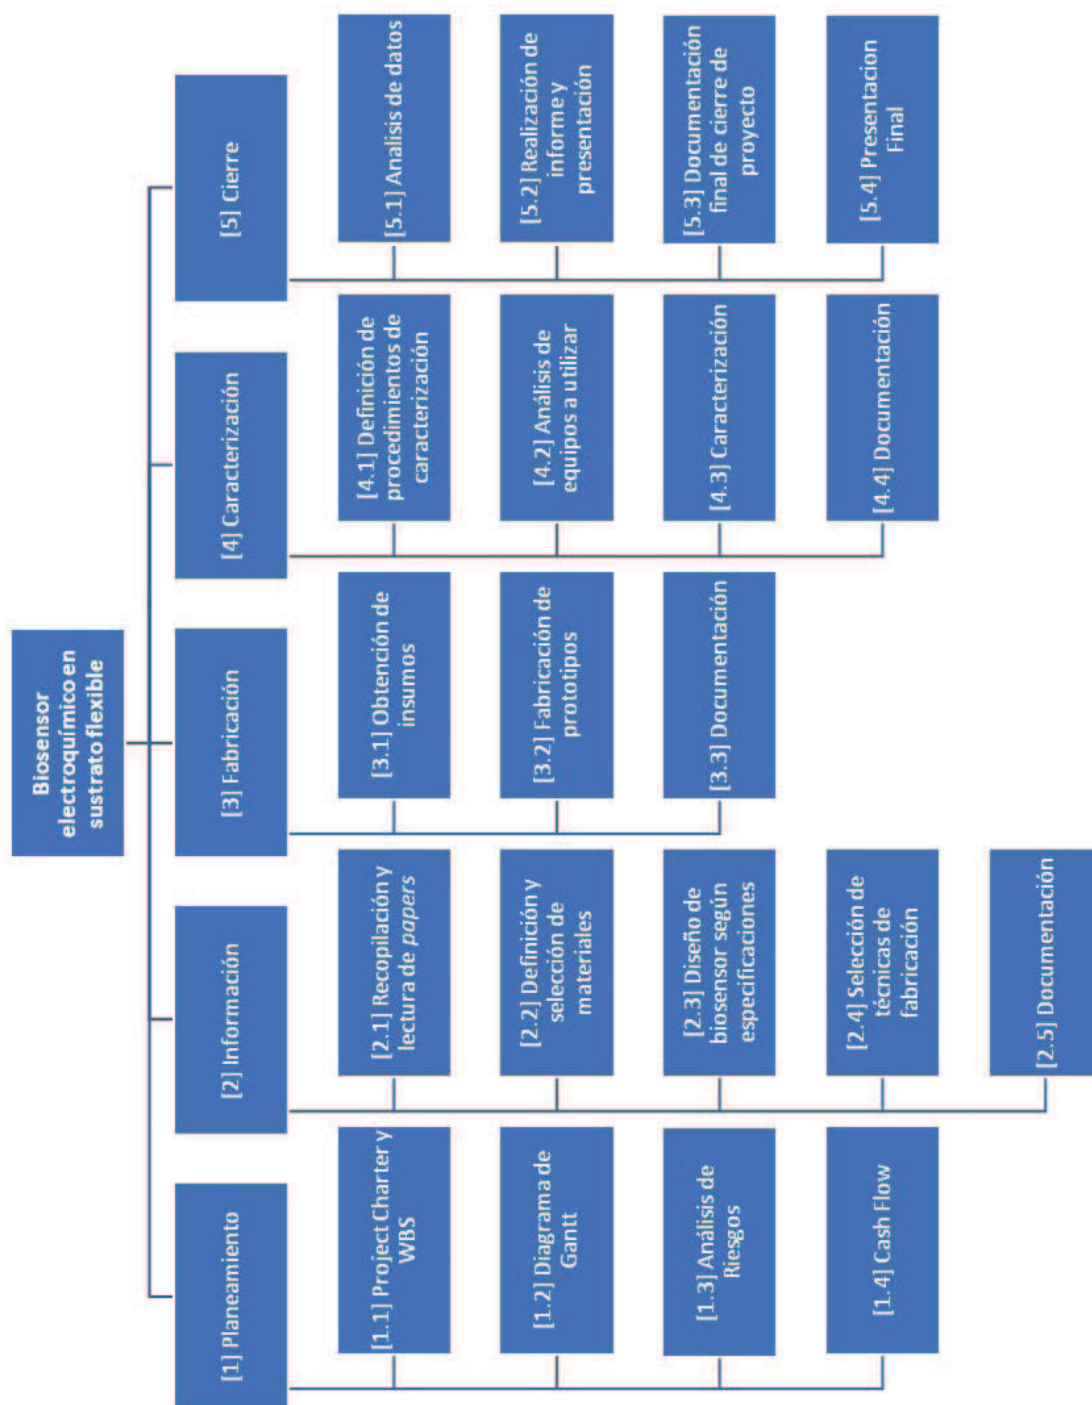 Biosensor
electroquímico en
sustrato flexible
[1] Planeamiento
[1.1] Project Charter y
WBS
[1.2] Diagrama de
Gantt
[1.3] Análisis de
Riesgos
[1.4] Cash Flow
[2] Información
[2.1] Recopilación y
lectura de papers
[2.2] Definición y
selección de
materiales
[2.3] Diseño de
biosensor según
especificaciones
[2.4] Selección de
técnicas de
fabricación
[2.5] Documentación
[3] Fabricación
[3.1] Obtención de
insumos
[3.2] Fabricación de
prototipos
[3.3] Documentación
[4] Caracterización
[4.1] Definición de
procedimientos de
caracterización
[4.2] Análisis de
equipos a utilizar
[4.3] Caracterización
[4.4] Documentación
[5] Cierre
[5.1] Analisis de datos
[5.2] Realización de
informe y
presentación
[5.3] Documentación
final de cierre de
proyecto
[5.4] Presentacion
Final